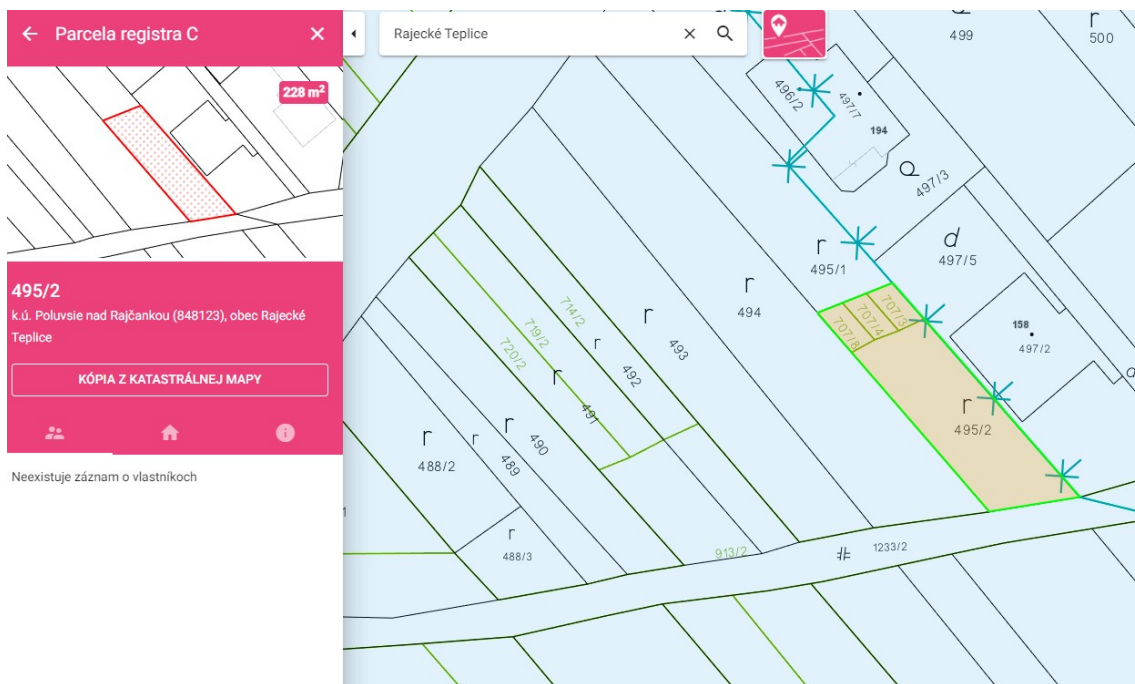 Parcela registra C
228 m²
495/2
k.ú. Poluvsie nad Rajčankou (848123), obec Rajecké
Teplice
KÓPIA Z KATASTRÁLNEJ MAPY
Neexistuje záznam o vlastníkoch
Rajecké Teplice
499
r
500
496/2
497/7
194
497/3
r
495/1
d
497/5
714/2
719/2
720/2
r
494
707/3
707/4
707/8
158
497/2
r
493
r
492
r
491
r
495/2
r
488/2
r
489
r
490
r
488/3
913/2
1233/2